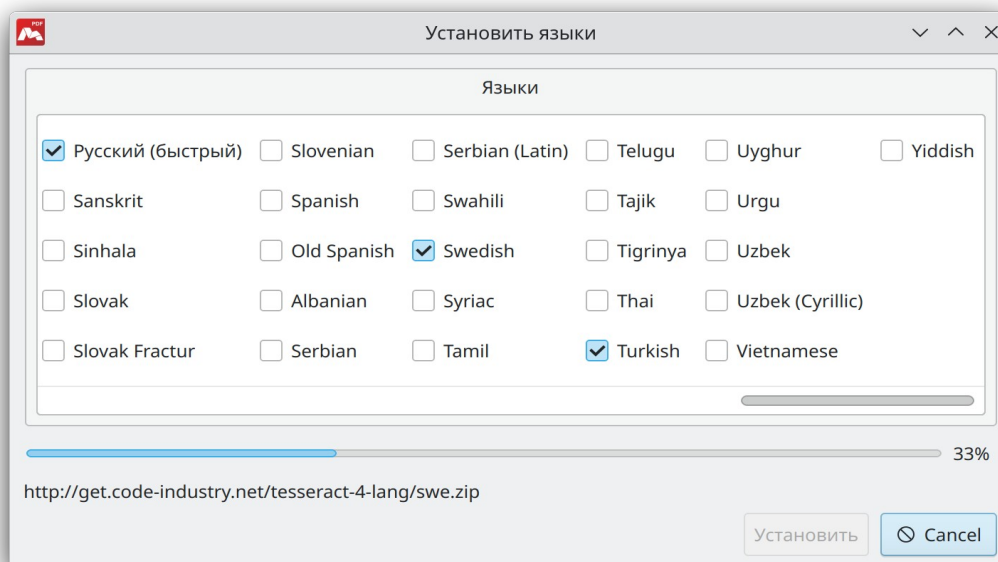 PDF
Установить языки
Языки
Русский (быстрый) Slovenian Serbian (Latin) Telugu Uyghur Yiddish
Sanskrit Spanish Swahili Tajik Urgu
Sinhala Old Spanish Swedish Tigrinya Uzbek
Slovak Albanian Syriac Thai Uzbek (Cyrillic)
Slovak Fractur Serbian Tamil Turkish Vietnamese
33%
http://get.code-industry.net/tesseract-4-lang/swe.zip
Установить Cancel